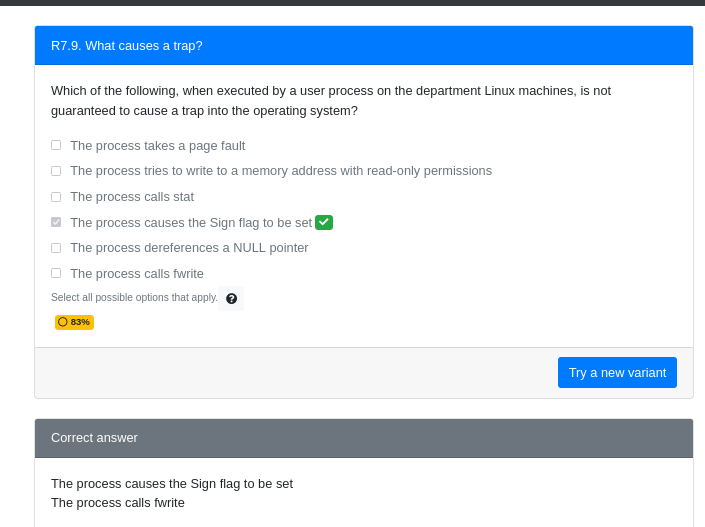 R7.9. What causes a trap?
Which of the following, when executed by a user process on the department Linux machines, is not
guaranteed to cause a trap into the operating system?
The process takes a page fault
The process tries to write to a memory address with read-only permissions
The process calls stat
The process causes the Sign flag to be set
The process dereferences a NULL pointer
The process calls fwrite
Select all possible options that apply.
83%
Try a new variant
Correct answer
The process causes the Sign flag to be set
The process calls fwrite